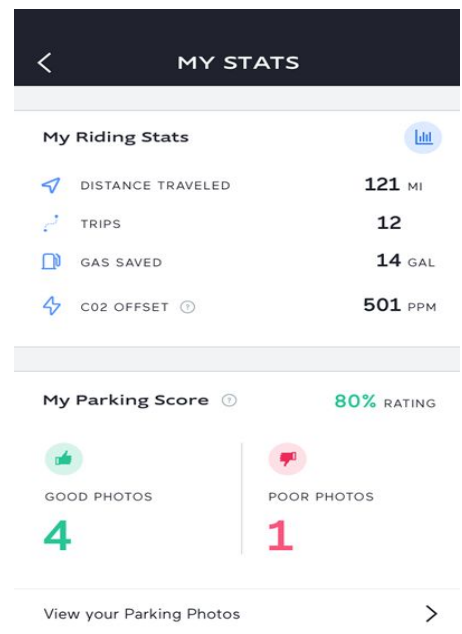 MY STATS
My Riding Stats
DISTANCE TRAVELED 121 MI
TRIPS 12
GAS SAVED 14 GAL
C02 OFFSET ? 501 PPM
My Parking Score ? 80% RATING
GOOD PHOTOS POOR PHOTOS
4 1
View your Parking Photos